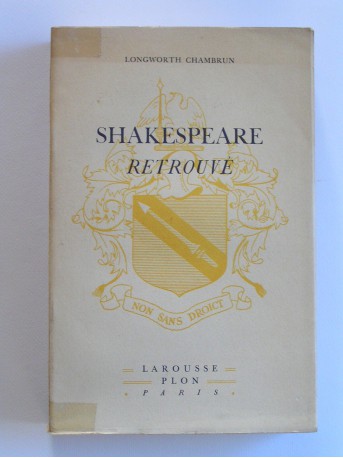 LONGWORTH CHAMBRUN
SHAKESPEARE
RETROUVÉ
NON SANS DROICT
LAROUSSE
PLON
PARIS